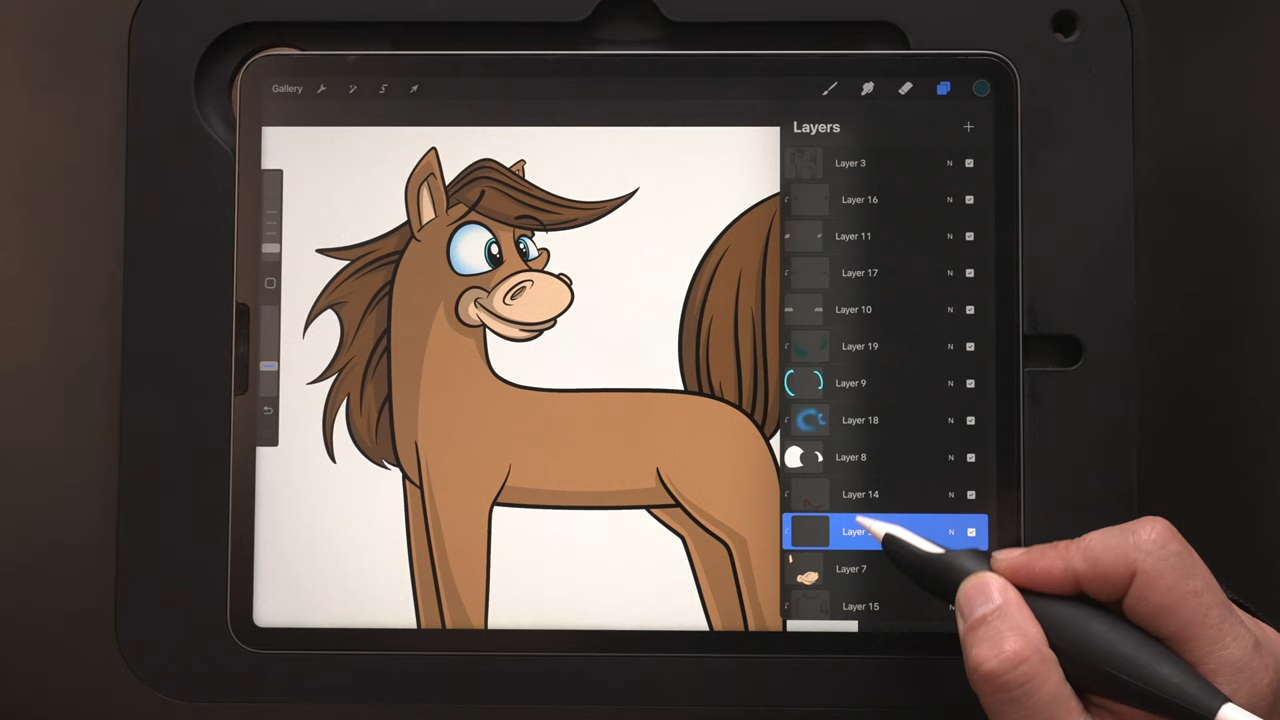 Gallery
Layers
Layer 3 N
Layer 16 N
Layer 11 N
Layer 17 N
Layer 10 N
Layer 19 N
Layer 9 N
Layer 18 N
Layer 8 N
Layer 14 N
Layer N
Layer 7
Layer 15 N